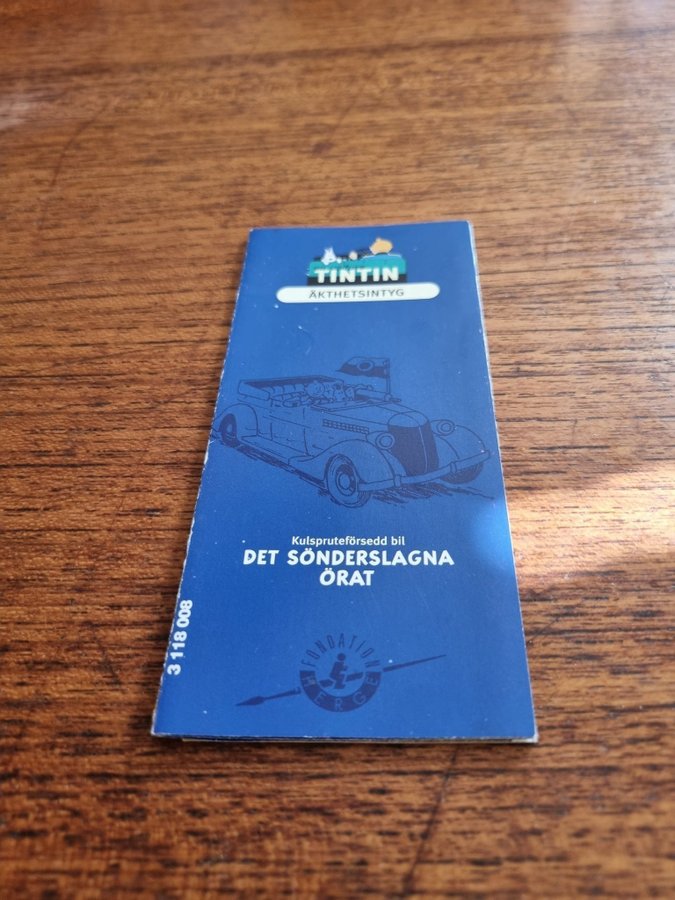 TINTIN
ÄKTHETSINTYG
Kulspruteförsedd bil
DET SÖNDERSLAGNA
ÖRAT
3 118 008
FONDATION
HERGÉ